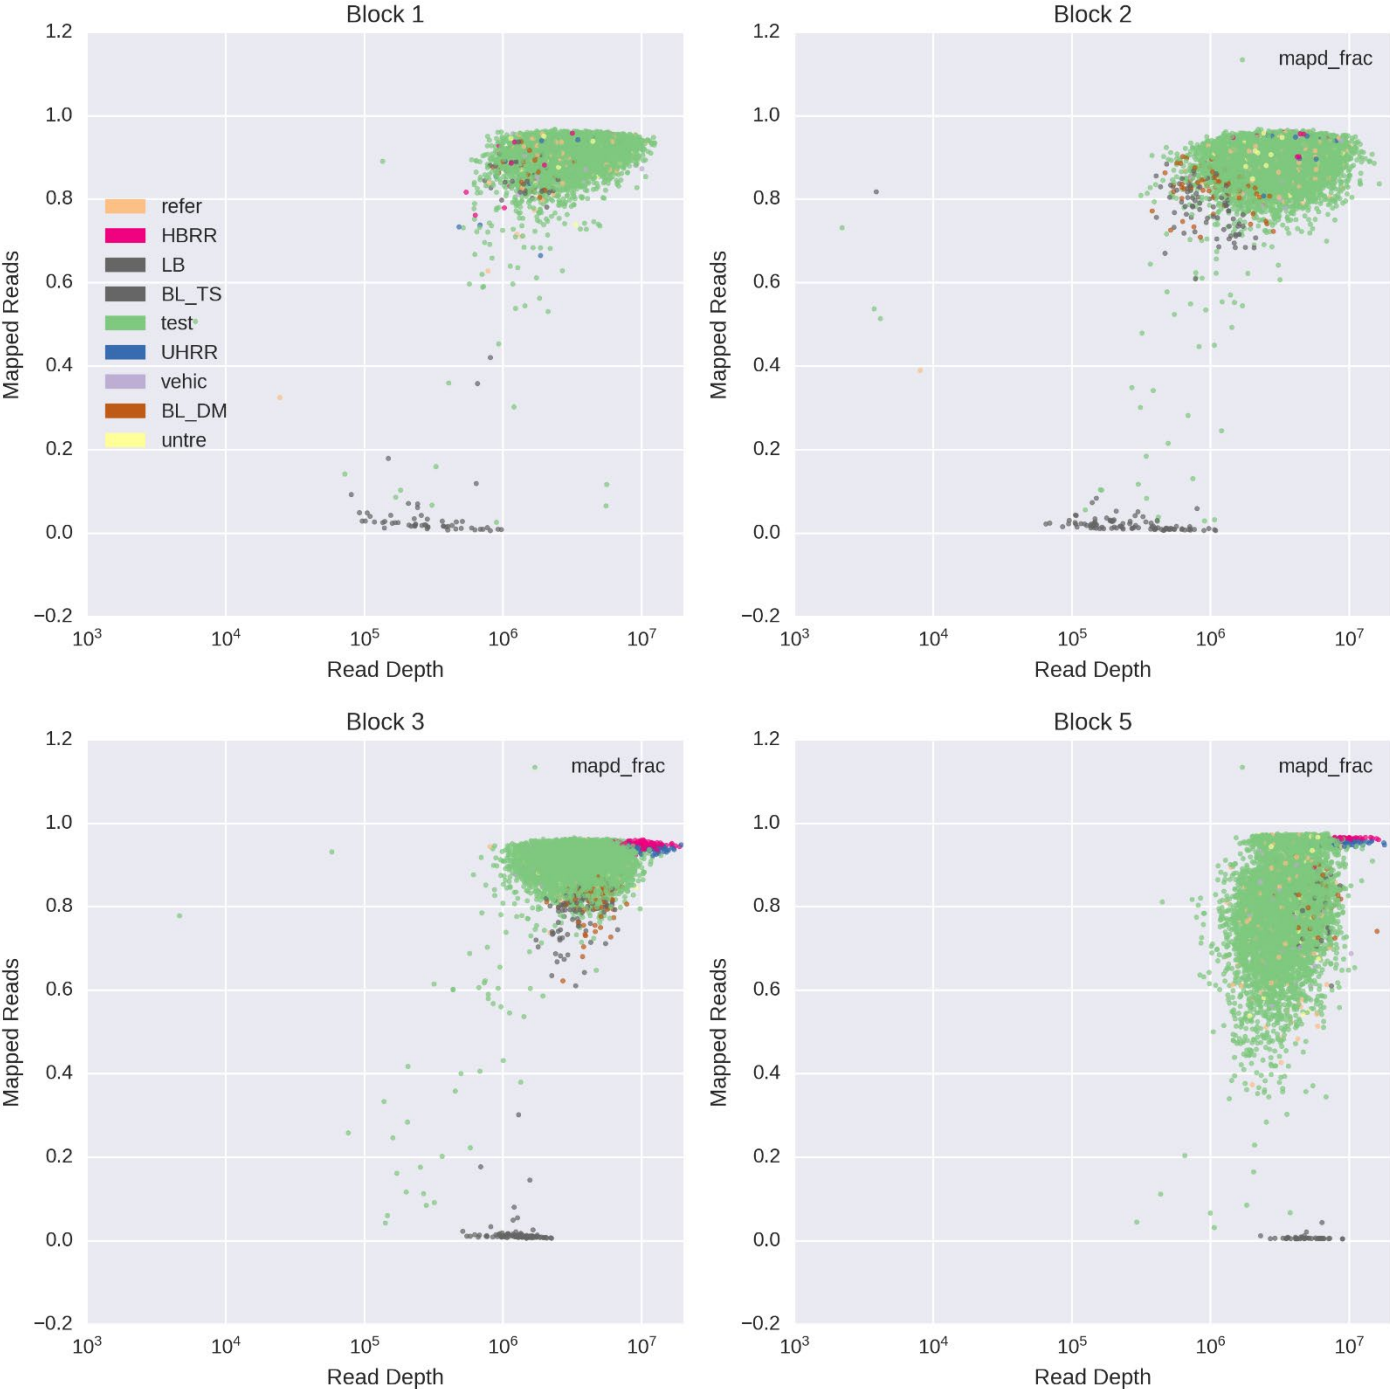 Block 1
1.2
1.0
0.8
0.6
0.4
0.2
0.0
−0.2
Mapped Reads
refer
HBRR
LB
BL_TS
test
UHRR
vehic
BL_DM
untre
10³ 10⁴ 10⁵ 10⁶ 10⁷
Read Depth
Block 2
mapd_frac
1.2
1.0
0.8
0.6
0.4
0.2
0.0
−0.2
Mapped Reads
10³ 10⁴ 10⁵ 10⁶ 10⁷
Read Depth
Block 3
mapd_frac
1.2
1.0
0.8
0.6
0.4
0.2
0.0
−0.2
Mapped Reads
10³ 10⁴ 10⁵ 10⁶ 10⁷
Read Depth
Block 5
mapd_frac
1.2
1.0
0.8
0.6
0.4
0.2
0.0
−0.2
Mapped Reads
10³ 10⁴ 10⁵ 10⁶ 10⁷
Read Depth